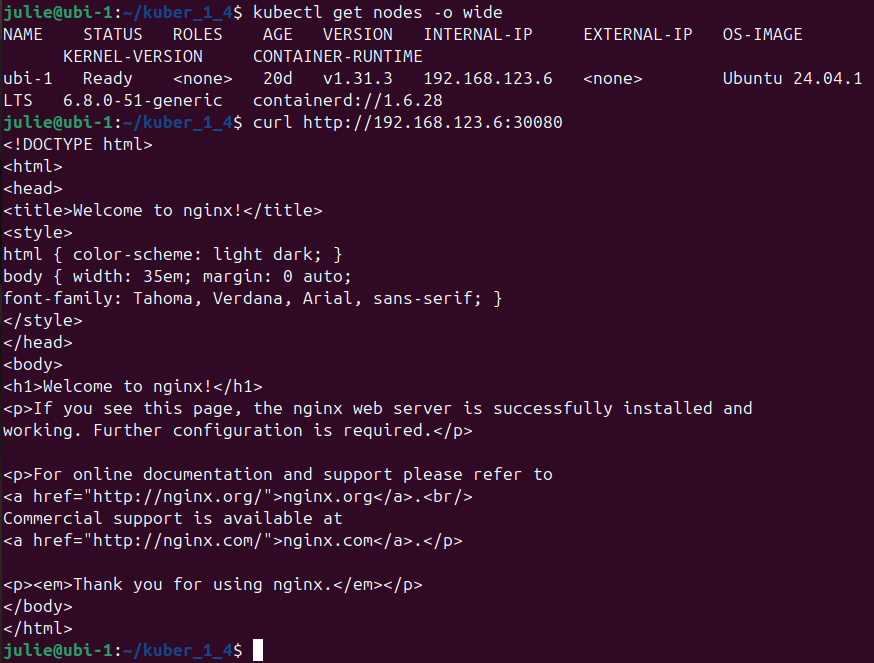 julie@ubi-1:~/kuber_1_4$ kubectl get nodes -o wide
NAME    STATUS   ROLES    AGE   VERSION   INTERNAL-IP     EXTERNAL-IP   OS-IMAGE
      KERNEL-VERSION     CONTAINER-RUNTIME
ubi-1   Ready    <none>   20d   v1.31.3   192.168.123.6   <none>        Ubuntu 24.04.1
LTS   6.8.0-51-generic   containerd://1.6.28
julie@ubi-1:~/kuber_1_4$ curl http://192.168.123.6:30080
<!DOCTYPE html>
<html>
<head>
<title>Welcome to nginx!</title>
<style>
html { color-scheme: light dark; }
body { width: 35em; margin: 0 auto;
font-family: Tahoma, Verdana, Arial, sans-serif; }
</style>
</head>
<body>
<h1>Welcome to nginx!</h1>
<p>If you see this page, the nginx web server is successfully installed and
working. Further configuration is required.</p>

<p>For online documentation and support please refer to
<a href="http://nginx.org/">nginx.org</a>.<br/>
Commercial support is available at
<a href="http://nginx.com/">nginx.com</a>.</p>

<p><em>Thank you for using nginx.</em></p>
</body>
</html>
julie@ubi-1:~/kuber_1_4$